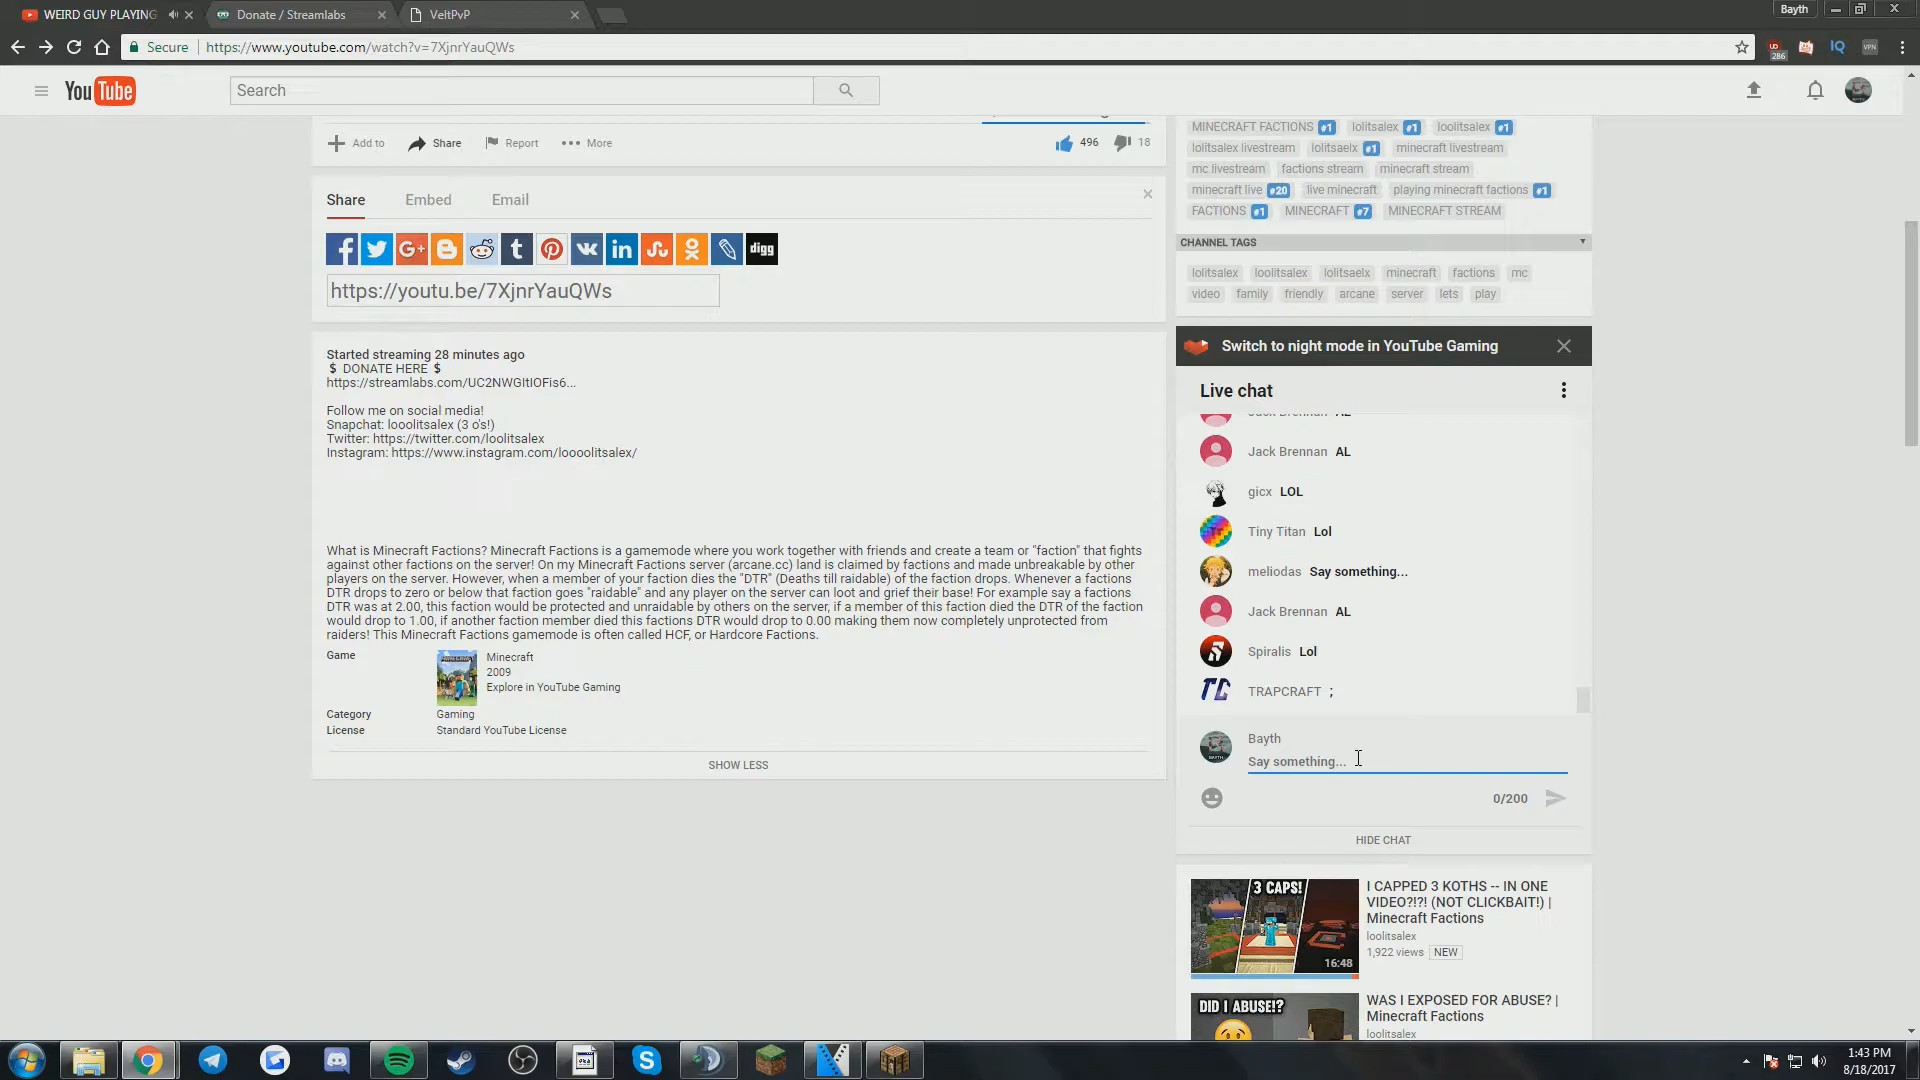 WEIRD GUY PLAYING
Donate / Streamlabs
VeltPvP
Bayth
Secure
https://www.youtube.com/watch?v=7XjnrYauQWs
286
IQ
VPN
YouTube
Search
Add to
Share
Report
More
496
18
Share
Embed
Email
digg
https://youtu.be/7XjnrYauQWs
Started streaming 28 minutes ago
$ DONATE HERE $
https://streamlabs.com/UC2NWGItIOFis6...
Follow me on social media!
Snapchat: looolitsalex (3 o's!)
Twitter: https://twitter.com/loolitsalex
Instagram: https://www.instagram.com/loooolitsalex/
What is Minecraft Factions? Minecraft Factions is a gamemode where you work together with friends and create a team or "faction" that fights
against other factions on the server! On my Minecraft Factions server (arcane.cc) land is claimed by factions and made unbreakable by other
players on the server. However, when a member of your faction dies the "DTR" (Deaths till raidable) of the faction drops. Whenever a factions
DTR drops to zero or below that faction goes "raidable" and any player on the server can loot and grief their base! For example say a factions
DTR was at 2.00, this faction would be protected and unraidable by others on the server, if a member of this faction died the DTR of the faction
would drop to 1.00, if another faction member died this factions DTR would drop to 0.00 making them now completely unprotected from
raiders! This Minecraft Factions gamemode is often called HCF, or Hardcore Factions.
Game
Minecraft
2009
Explore in YouTube Gaming
Category
Gaming
License
Standard YouTube License
SHOW LESS
MINECRAFT FACTIONS #1 lolitsalex #1 loolitsalex #1
lolitsalex livestream lolitsaelx #1 minecraft livestream
mc livestream factions stream minecraft stream
minecraft live #20 live minecraft playing minecraft factions #1
FACTIONS #1 MINECRAFT #7 MINECRAFT STREAM
CHANNEL TAGS
lolitsalex loolitsalex lolitsaelx minecraft factions mc
video family friendly arcane server lets play
Switch to night mode in YouTube Gaming
Live chat
Jack Brennan AL
Jack Brennan AL
gicx LOL
Tiny Titan Lol
meliodas Say something...
Jack Brennan AL
Spiralis Lol
TRAPCRAFT ;
Bayth
Say something...
0/200
HIDE CHAT
3 CAPS!
16:48
I CAPPED 3 KOTHS -- IN ONE
VIDEO?!?! (NOT CLICKBAIT!) |
Minecraft Factions
loolitsalex
1,922 views NEW
DID I ABUSE!?
WAS I EXPOSED FOR ABUSE? |
Minecraft Factions
loolitsalex
1:43 PM
8/18/2017